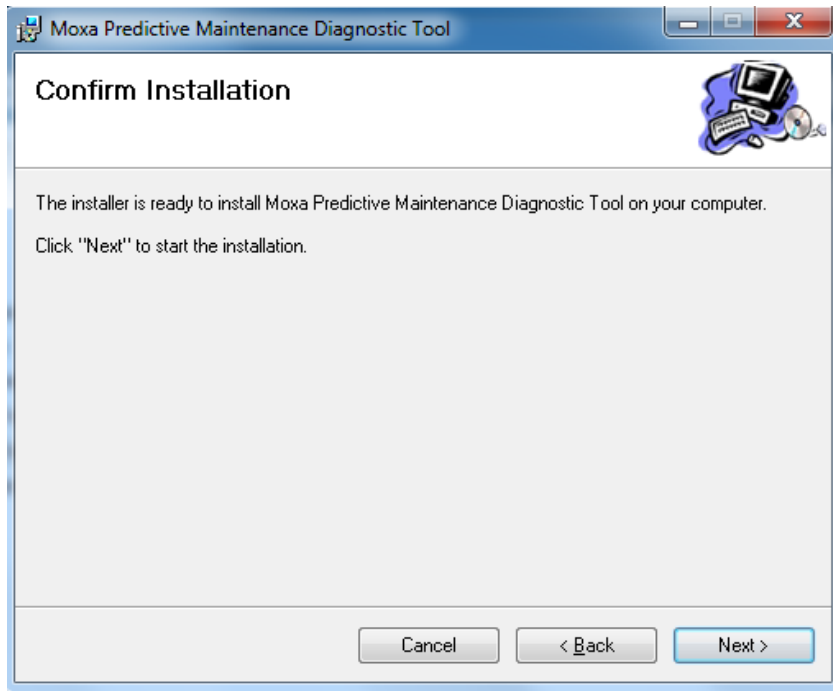 Moxa Predictive Maintenance Diagnostic Tool
Confirm Installation
The installer is ready to install Moxa Predictive Maintenance Diagnostic Tool on your computer.
Click "Next" to start the installation.
Cancel
< Back
Next >